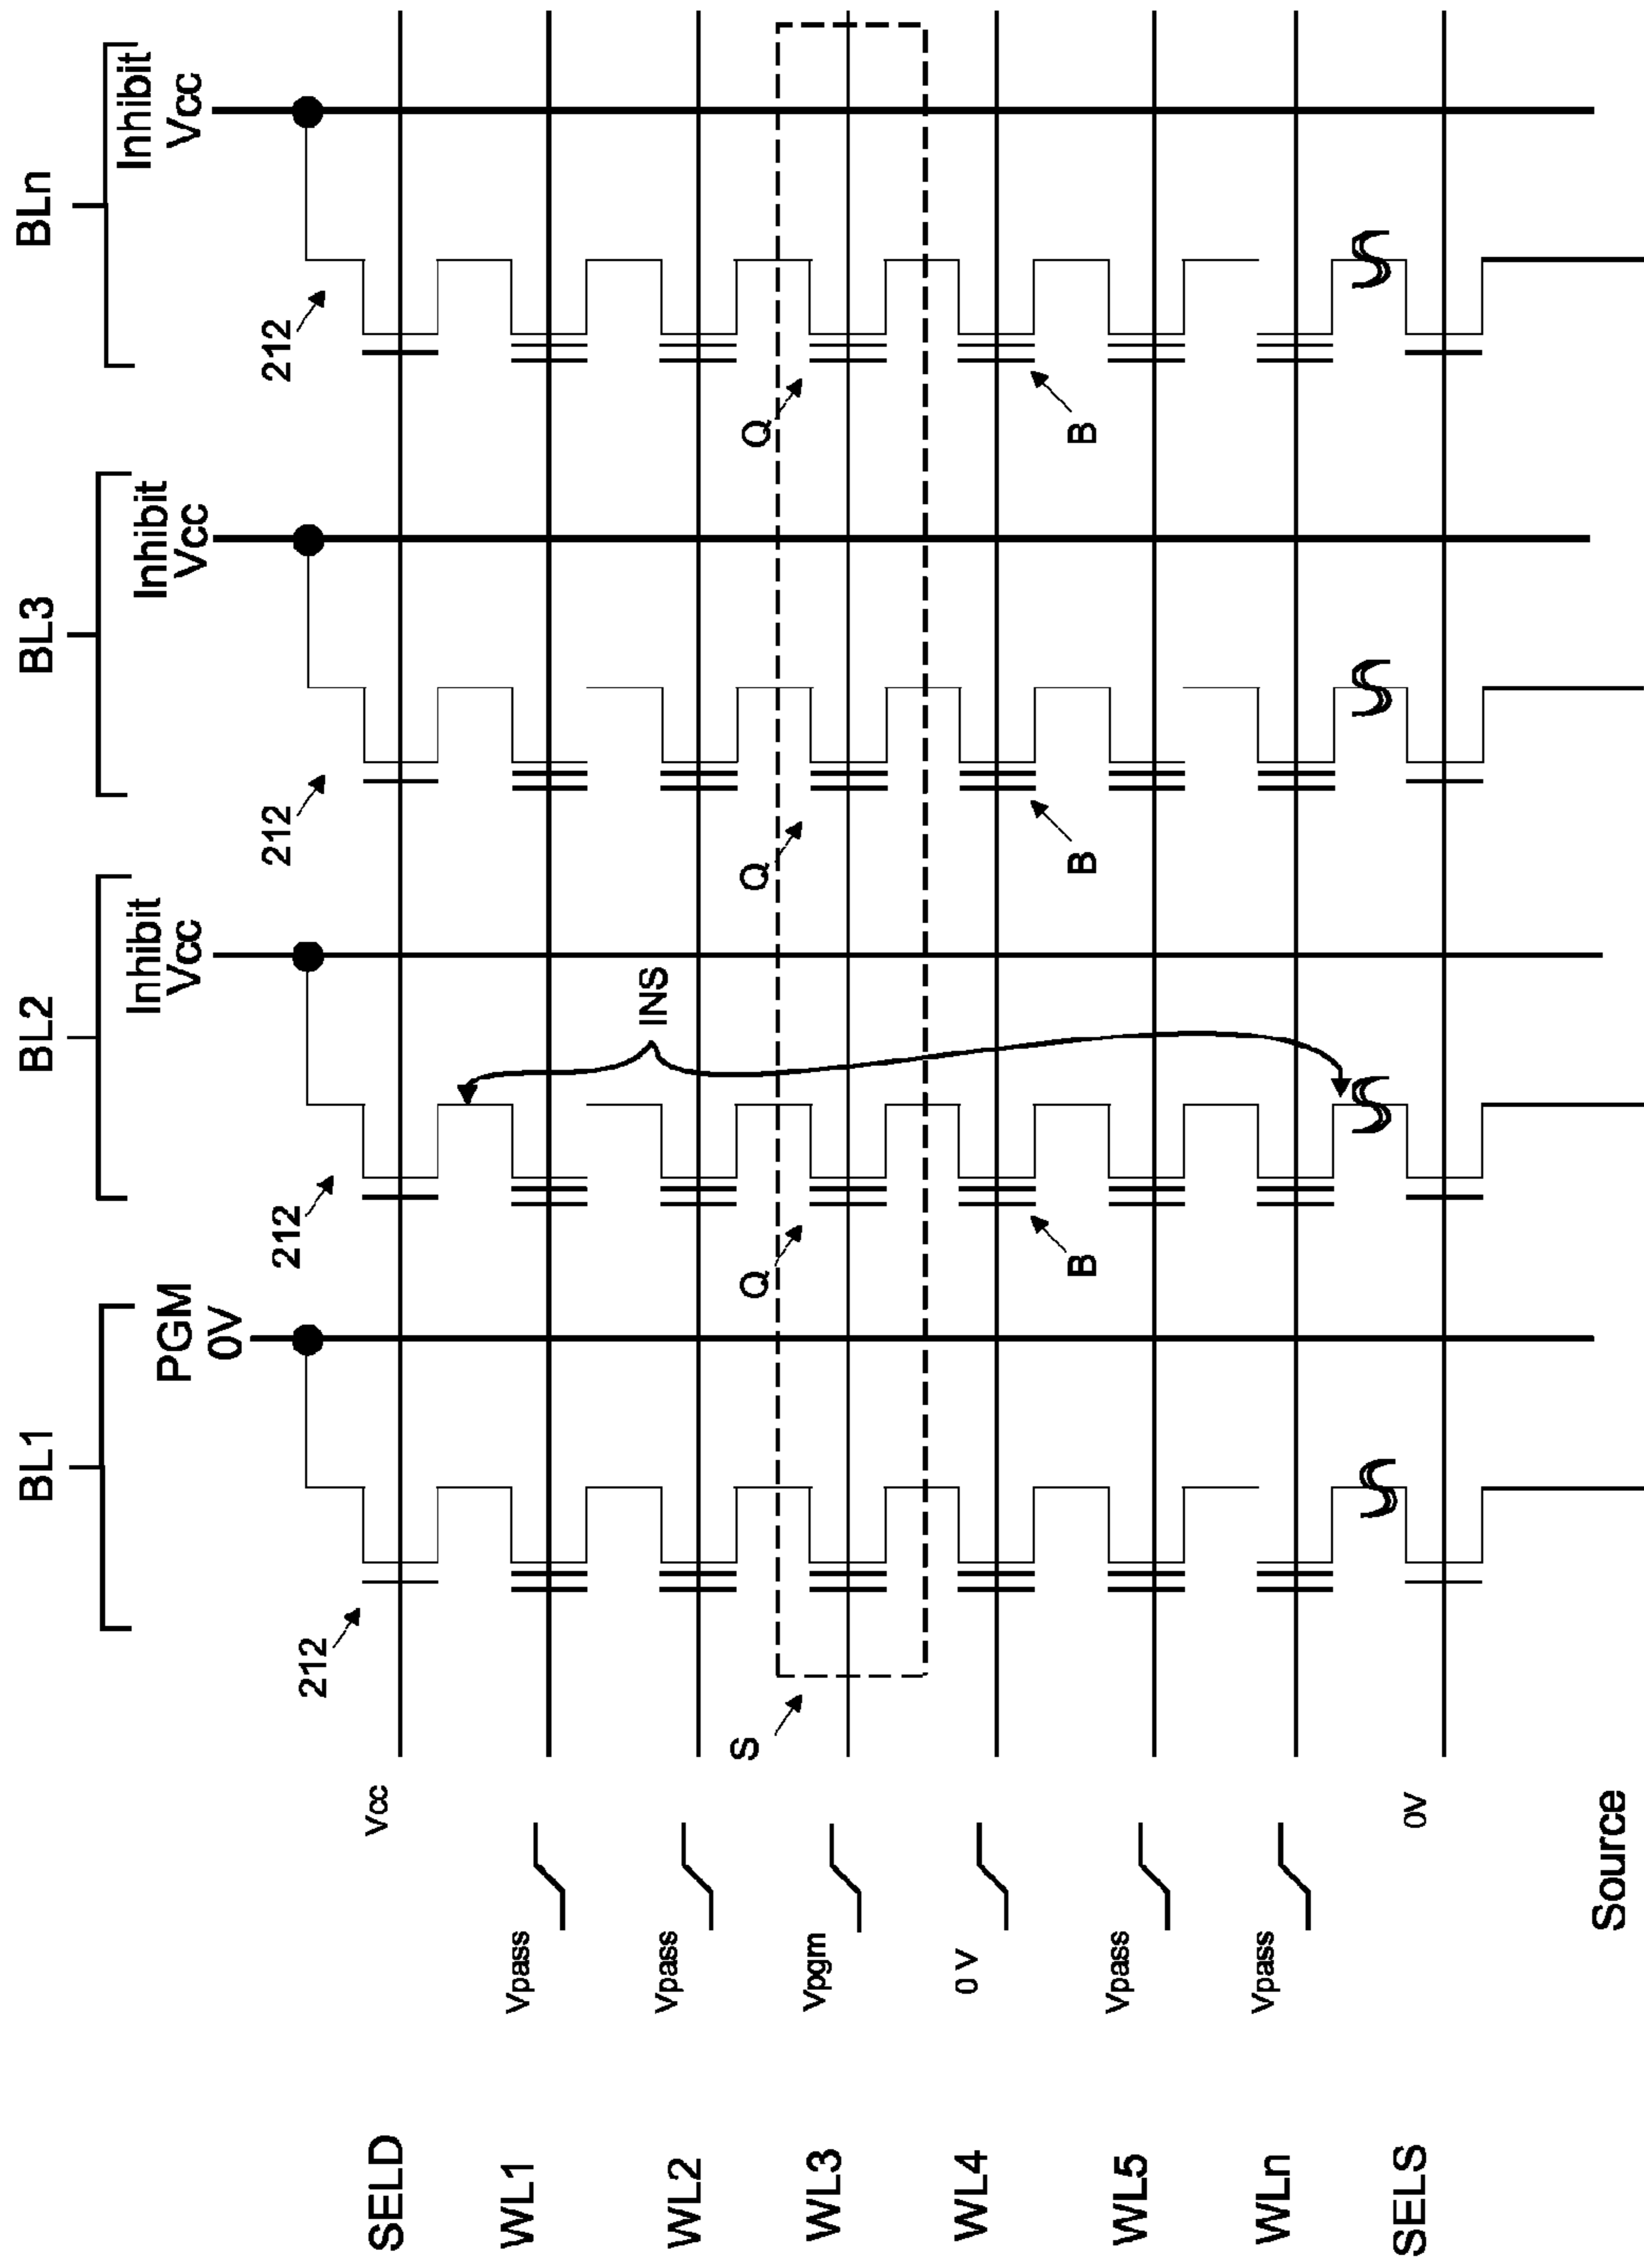 BL1
BL2
BL3
BLn
PGM
0V
Inhibit
Vcc
Inhibit
Vcc
Inhibit
Vcc
212
212
212
212
SELD
Vcc
WL1
Vpass
INS
WL2
Vpass
S
Q
Q
Q
WL3
Vpgm
WL4
0 V
B
B
B
WL5
Vpass
WLn
Vpass
SELS
0V
Source